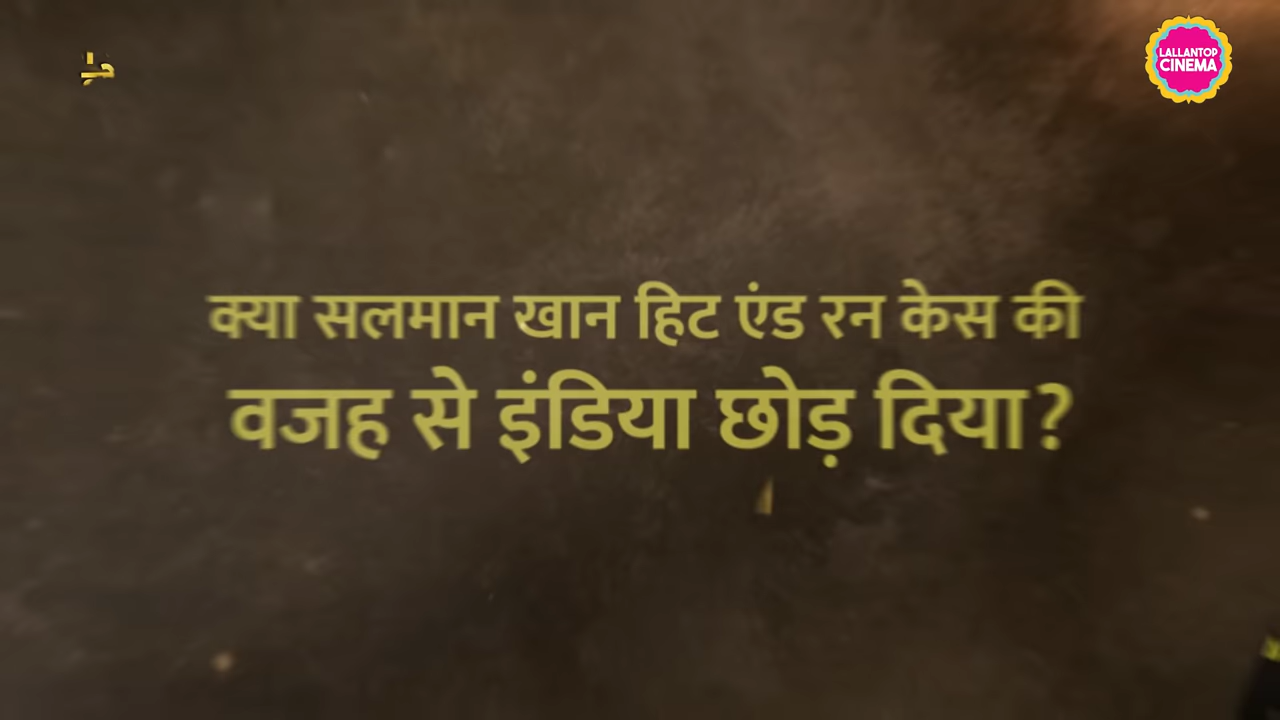 LALLANTOP
CINEMA
क्या सलमान खान हिट एंड रन केस की
वजह से इंडिया छोड़ दिया?